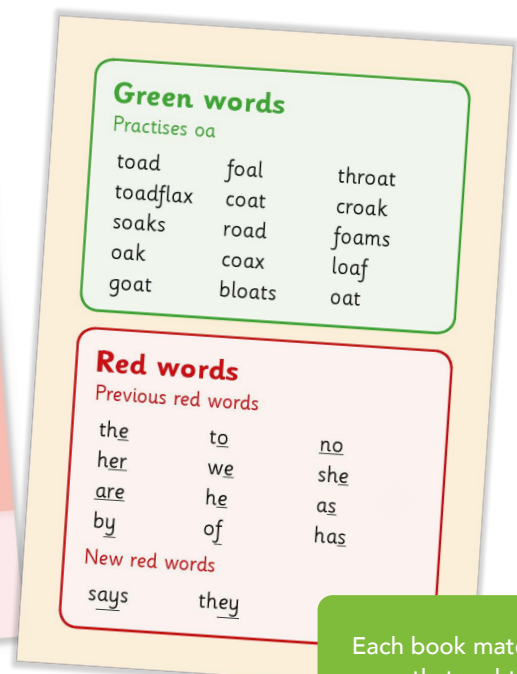 Green words
Practises oa
toad foal throat
toadflax coat croak
soaks road foams
oak coax loaf
goat bloats oat
Red words
Previous red words
the to no
her we she
are he as
by of has
New red words
says they
Each book